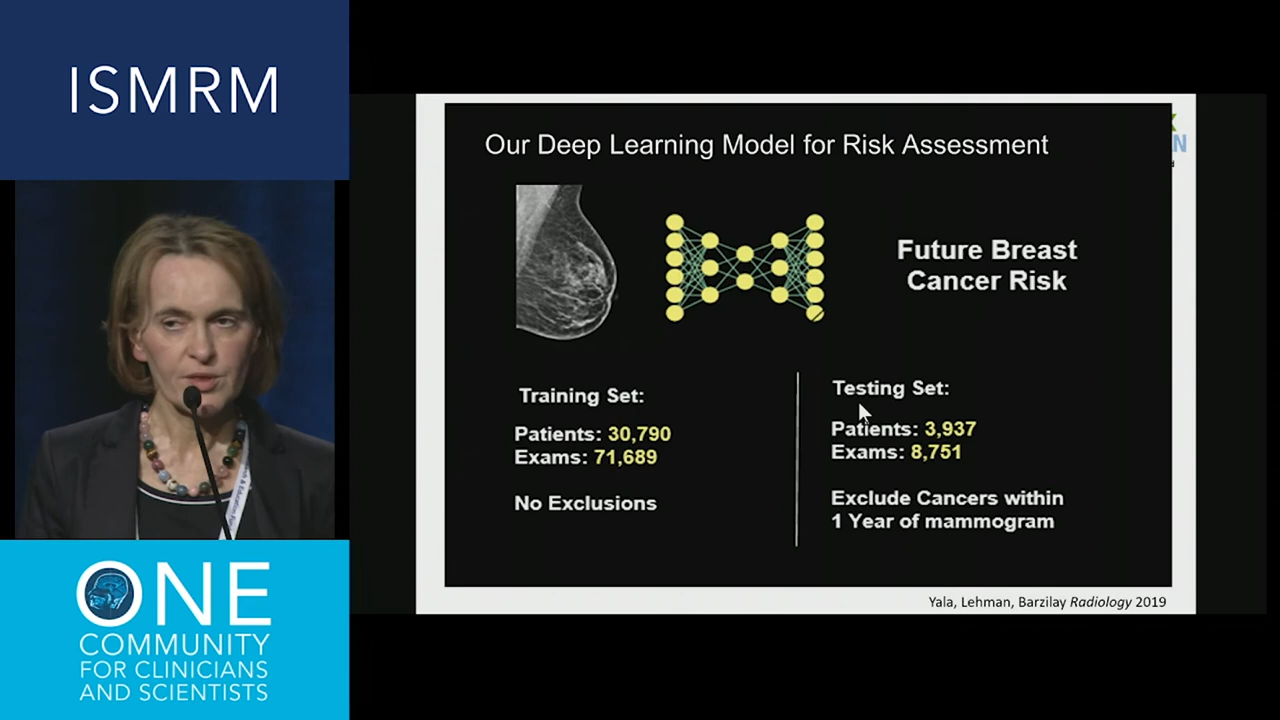 ISMRM
ONE
COMMUNITY
FOR CLINICIANS
AND SCIENTISTS
Our Deep Learning Model for Risk Assessment
Future Breast
Cancer Risk
Training Set:
Patients: 30,790
Exams: 71,689
No Exclusions
Testing Set:
Patients: 3,937
Exams: 8,751
Exclude Cancers within
1 Year of mammogram
Yala, Lehman, Barzilay Radiology 2019